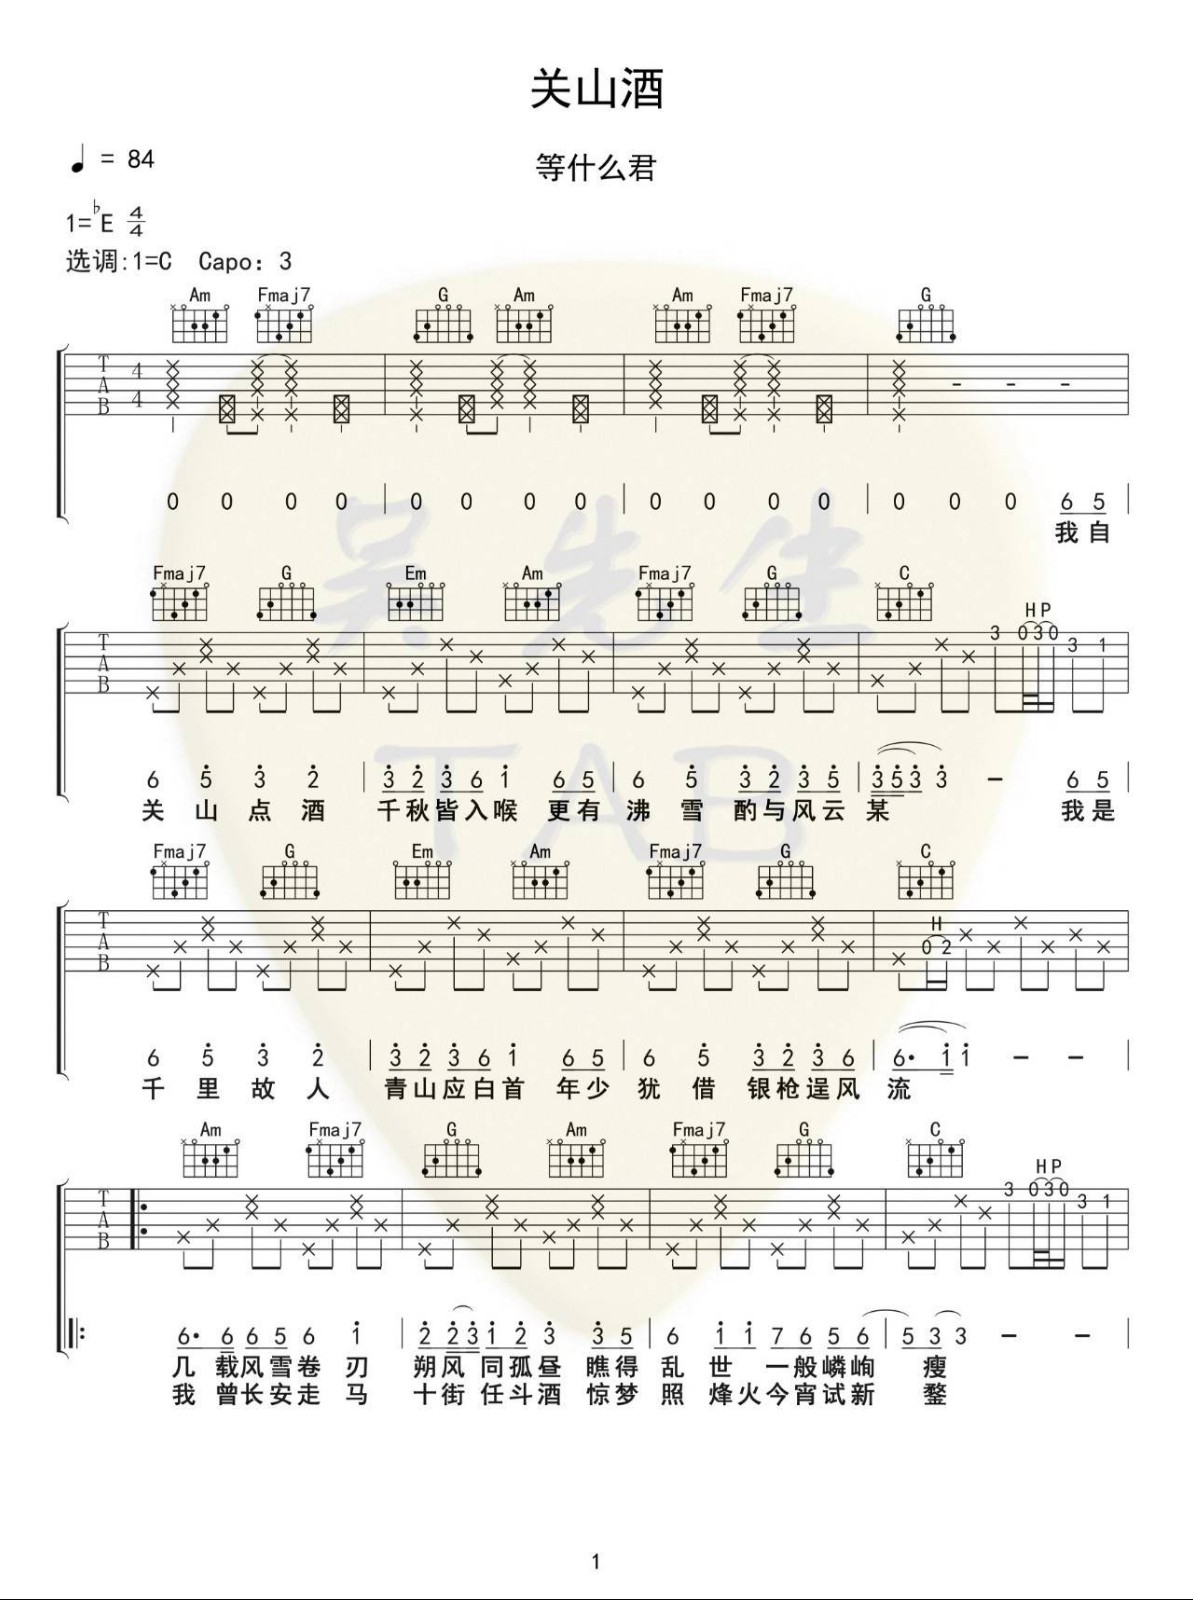 关山酒
♩ = 84
等什么君
1=♭E 4/4
选调:1=C Capo: 3
Am Fmaj7 G Am Am Fmaj7 G
T A B 4 4 - - -
0 0 0 0 0 0 0 0 0 0 0 0 0 0 0 6 5
我自
Fmaj7 G Em Am Fmaj7 G C
H P
T A B 3 0 3 0 3 1
6 5 3 2 3 2 3 6 1 6 5 6 5 3 2 3 5 3 5 3 3 - 6 5
关山点酒 千秋皆入喉 更有沸雪酌与风云某 我是
Fmaj7 G Em Am Fmaj7 G C
H
T A B 0 2
6 5 3 2 3 2 3 6 1 6 5 6 5 3 2 3 6 6· 1 1 - -
千里故人 青山应白首 年少犹借银枪逞风流
Am Fmaj7 G Am Fmaj7 G C
H P
T A B 3 0 3 0 3 1
6· 6 6 5 6 1 2 2 3 1 2 3 3 5 6 1 1 7 6 5 6 5 3 3 - -
几载风雪卷刃 朔风同孤昼 瞧得乱世一般嶙峋瘦
我曾长安走马 十街任斗酒 惊梦照烽火今宵试新鍪
吴先生
TAB
1